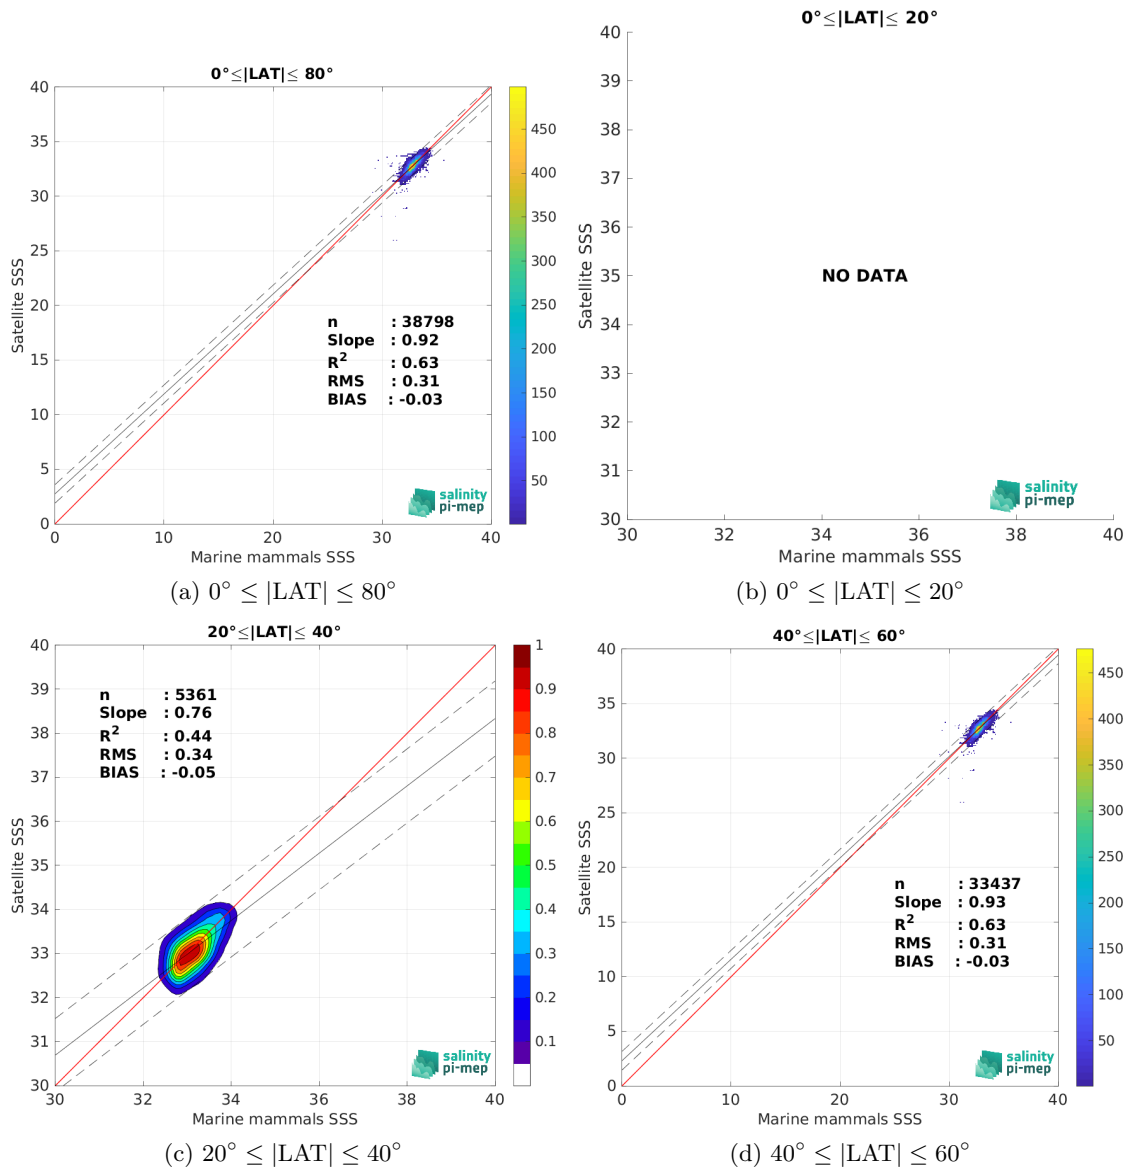 0°≤|LAT|≤ 80°
40
35
30
25
20
15
10
5
0
Satellite SSS
n : 38798
Slope : 0.92
R2 : 0.63
RMS : 0.31
BIAS : -0.03
salinity
pi-mep
0 10 20 30 40
Marine mammals SSS
450
400
350
300
250
200
150
100
50
(a) 0° ≤ |LAT| ≤ 80°
0°≤|LAT|≤ 20°
40
39
38
37
36
35
34
33
32
31
30
Satellite SSS
NO DATA
salinity
pi-mep
30 32 34 36 38 40
Marine mammals SSS
(b) 0° ≤ |LAT| ≤ 20°
20°≤|LAT|≤ 40°
40
39
38
37
36
35
34
33
32
31
30
Satellite SSS
n : 5361
Slope : 0.76
R2 : 0.44
RMS : 0.34
BIAS : -0.05
salinity
pi-mep
30 32 34 36 38 40
Marine mammals SSS
1
0.9
0.8
0.7
0.6
0.5
0.4
0.3
0.2
0.1
(c) 20° ≤ |LAT| ≤ 40°
40°≤|LAT|≤ 60°
40
35
30
25
20
15
10
5
0
Satellite SSS
n : 33437
Slope : 0.93
R2 : 0.63
RMS : 0.31
BIAS : -0.03
salinity
pi-mep
0 10 20 30 40
Marine mammals SSS
450
400
350
300
250
200
150
100
50
(d) 40° ≤ |LAT| ≤ 60°